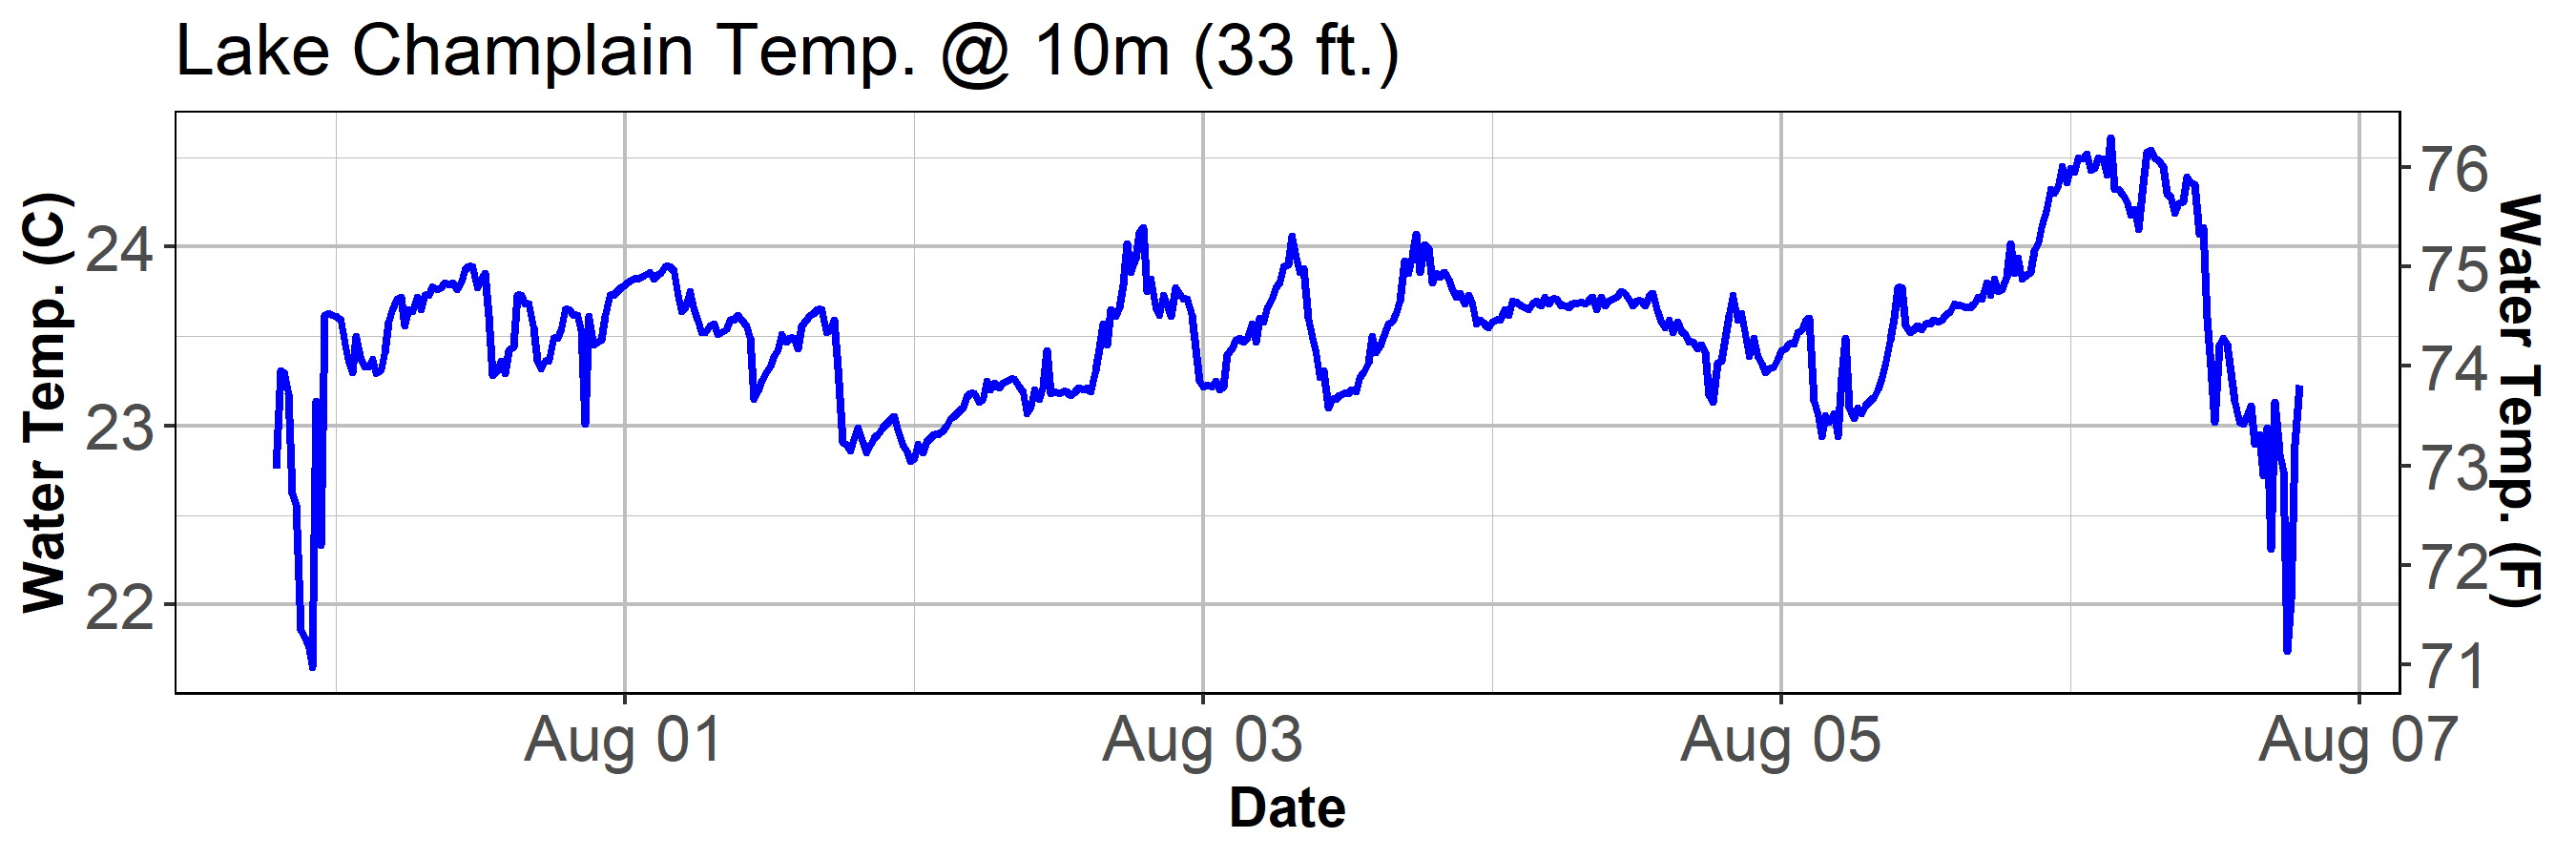 Lake Champlain Temp. @ 10m (33 ft.)
Water Temp. (C)
24
23
22
76
75
74
73
72
71
Water Temp. (F)
Aug 01
Aug 03
Aug 05
Aug 07
Date